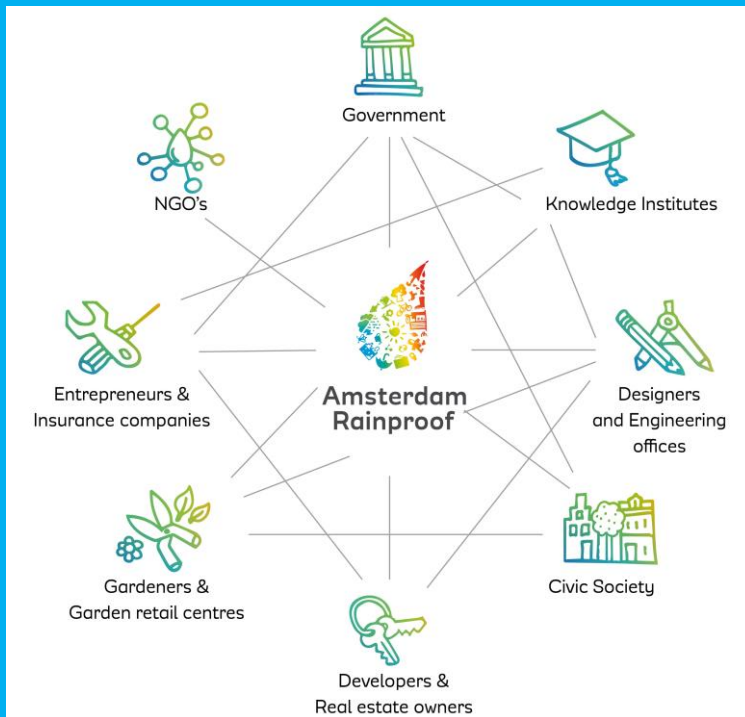 Government
NGO's
Knowledge Institutes
Amsterdam
Rainproof
Entrepreneurs &
Insurance companies
Designers
and Engineering
offices
Gardeners &
Garden retail centres
Civic Society
Developers &
Real estate owners